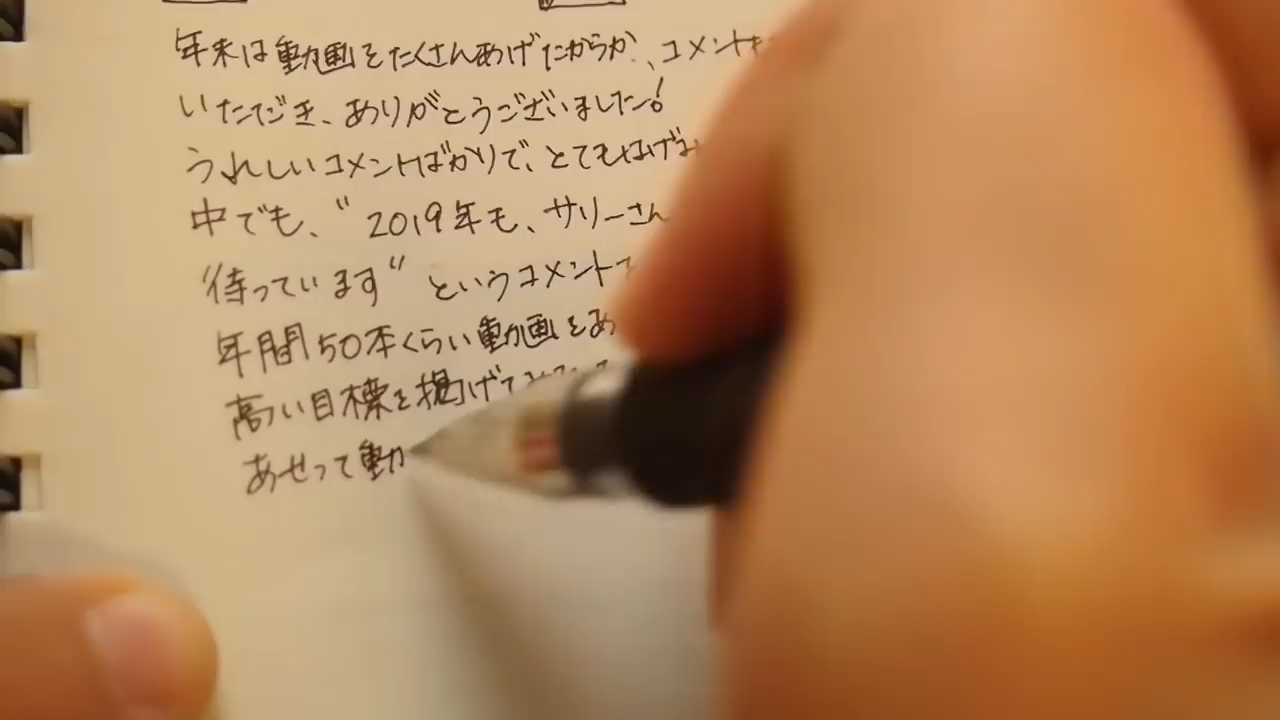 年末は動画をたくさんあげたからか、コメントも
いただき、ありがとうございました!
うれしいコメントばかりで、とてもはげま
中でも、“2019年も、サリーさん
待っています” というコメントで
年間50本くらい動画をあ
高い目標を掲げて
あせって動